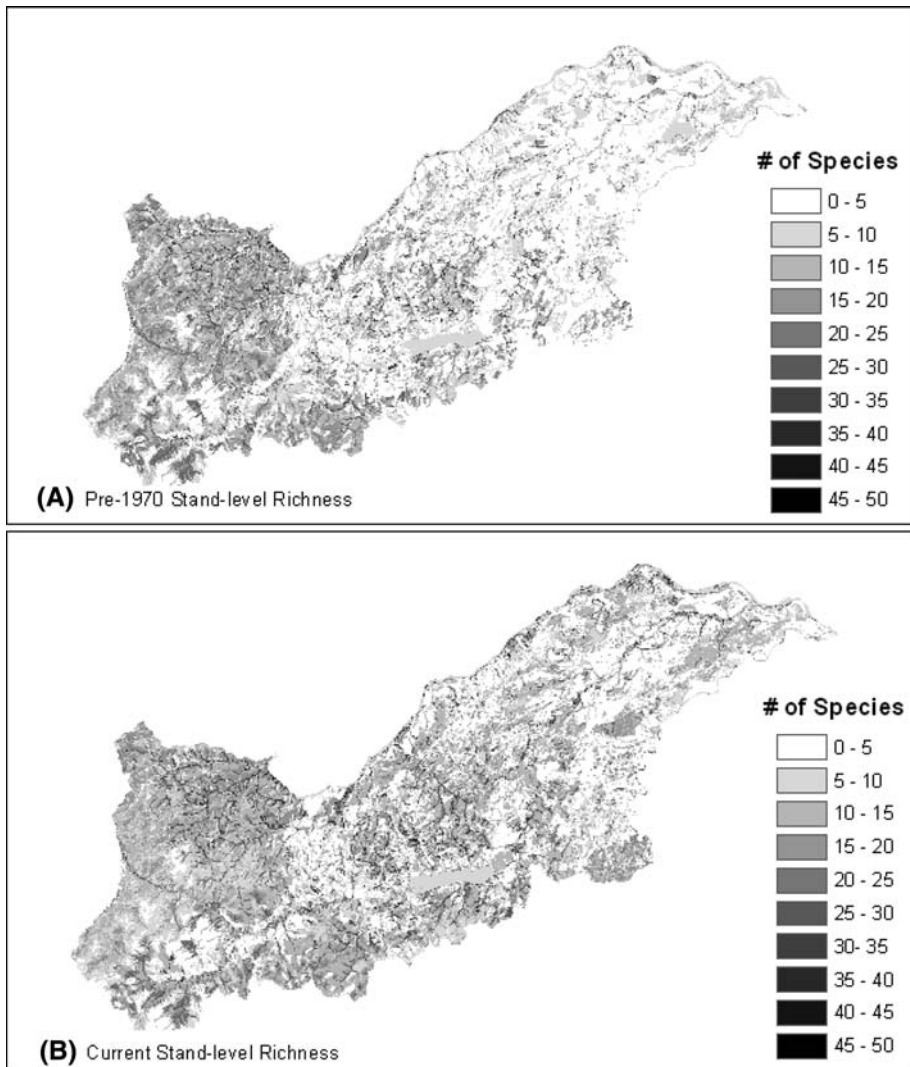 # of Species
0 - 5
5 - 10
10 - 15
15 - 20
20 - 25
25 - 30
30 - 35
35 - 40
40 - 45
45 - 50
(A) Pre-1970 Stand-level Richness
# of Species
0 - 5
5 - 10
10 - 15
15 - 20
20 - 25
25 - 30
30- 35
35 - 40
40 - 45
45 - 50
(B) Current Stand-level Richness